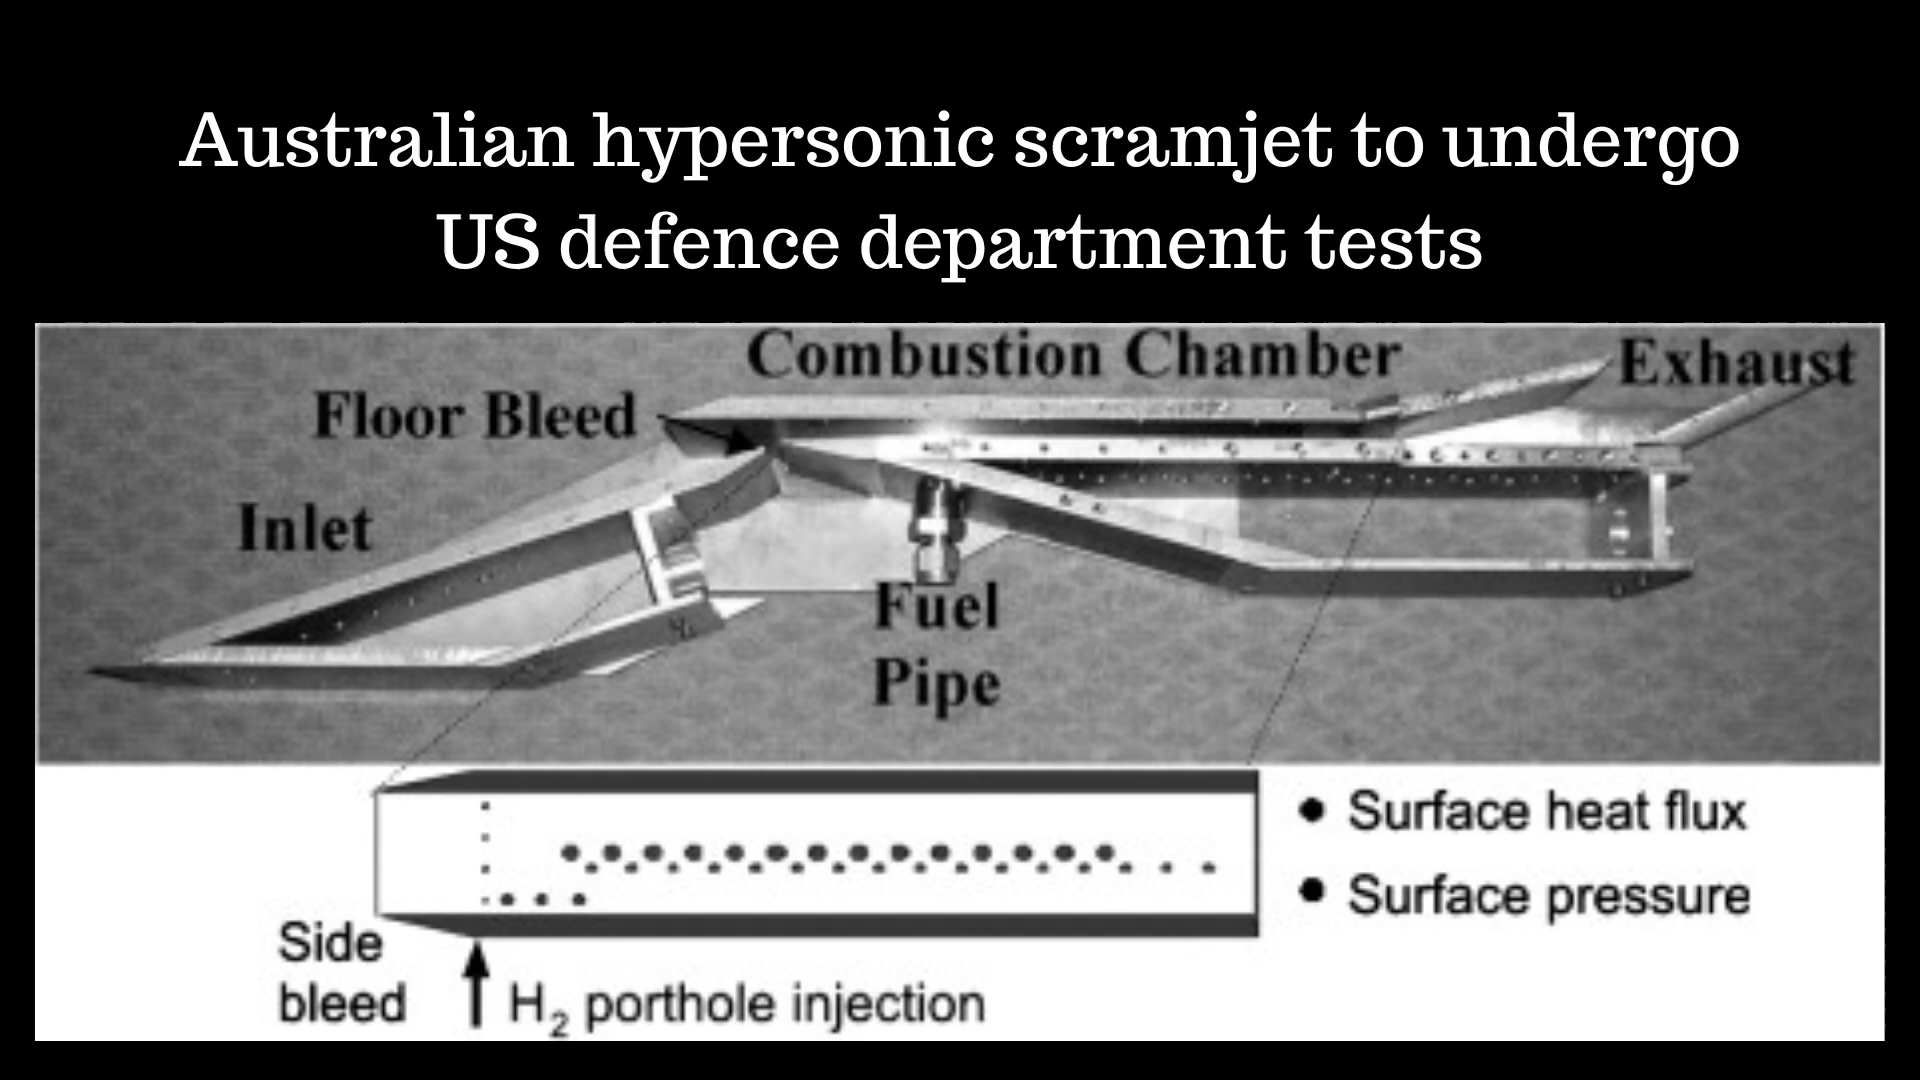 Australian hypersonic scramjet to undergo
US defence department tests
Combustion Chamber
Exhaust
Floor Bleed
Inlet
Fuel
Pipe
Surface heat flux
Surface pressure
Side
bleed
H₂ porthole injection